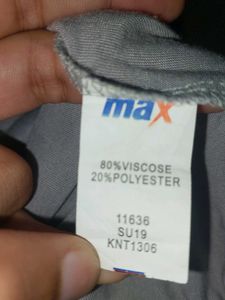 max
80%VISCOSE
20%POLYESTER
11636
SU19
KNT1306